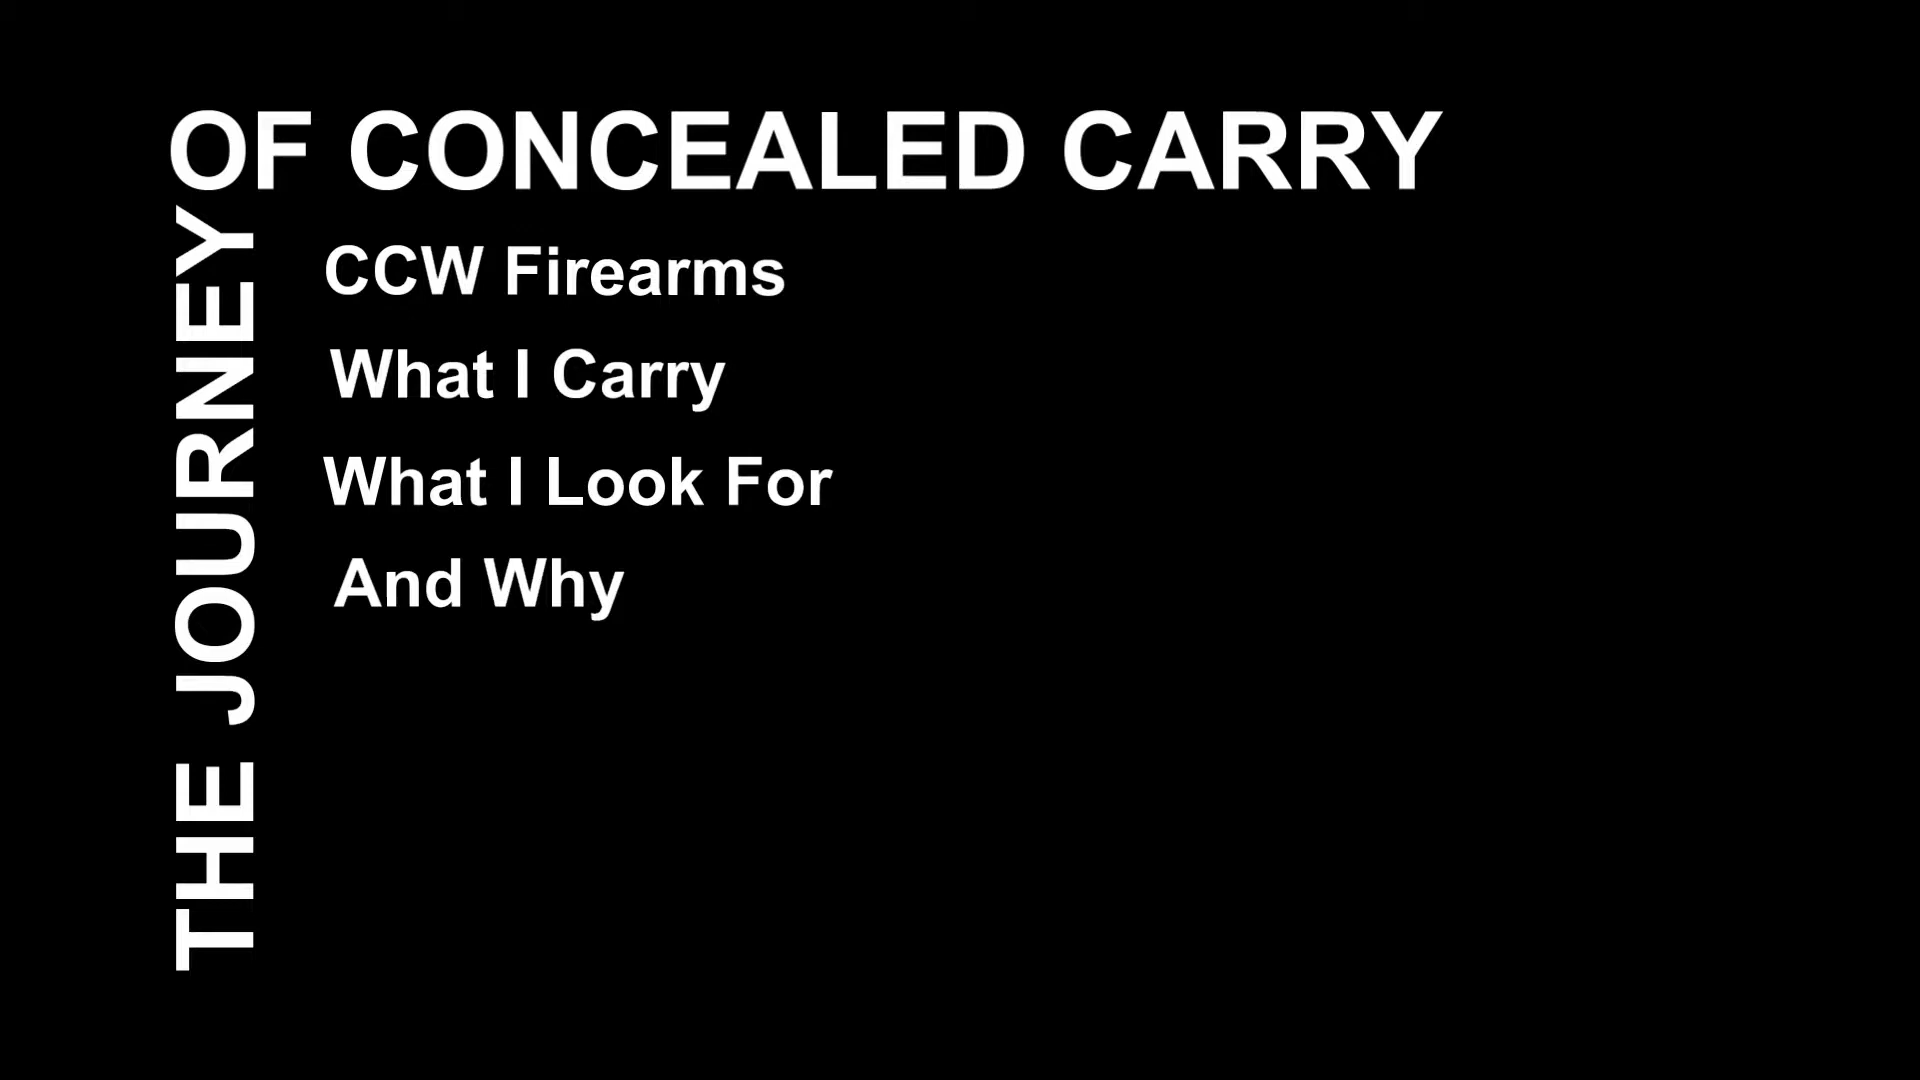 THE JOURNEY
OF CONCEALED CARRY
CCW Firearms
What I Carry
What I Look For
And Why